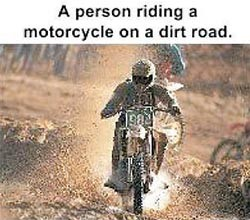 A person riding a
motorcycle on a dirt road.